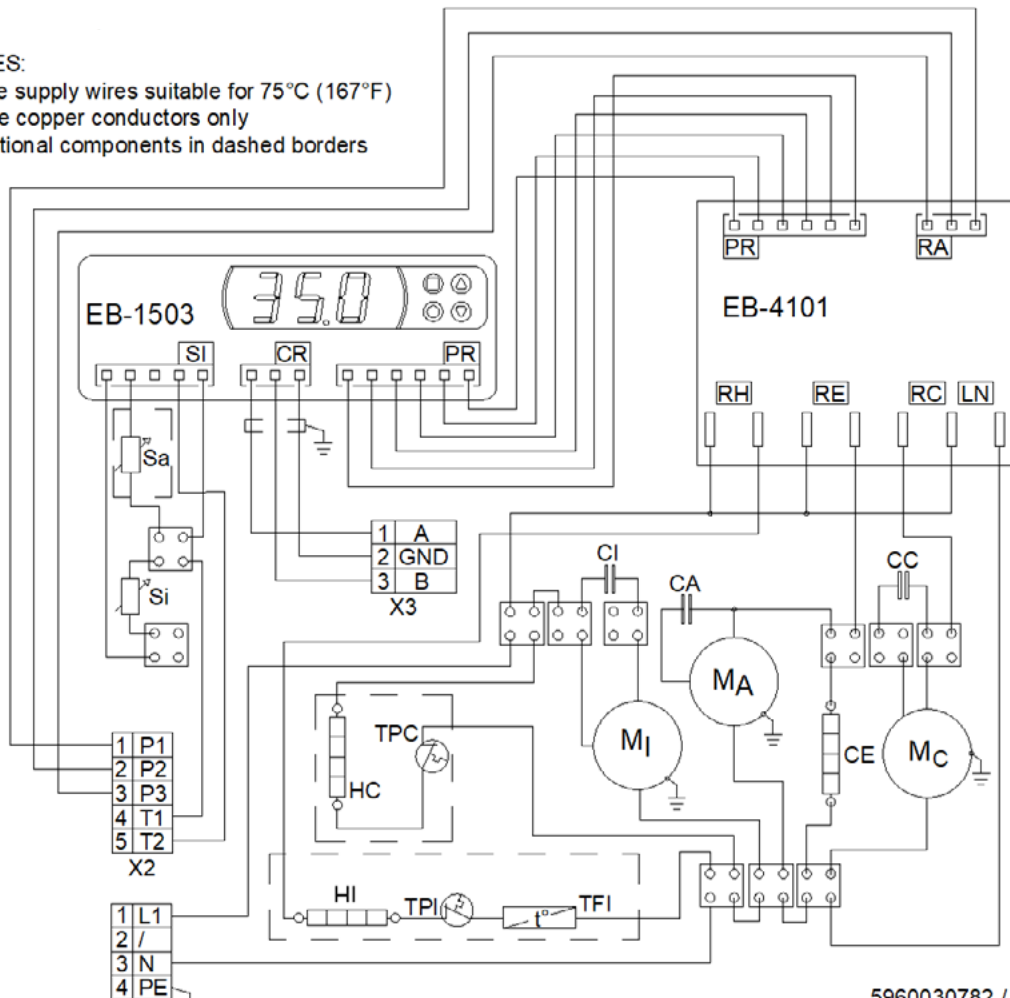 ES:
e supply wires suitable for 75°C (167°F)
e copper conductors only
tional components in dashed borders
PR
RA
EB-4101
EB-1503
35.0
SI
CR
PR
RH
RE
RC
LN
Sa
Si
1 A
2 GND
3 B
X3
CI
CA
CC
MA
MI
CE
MC
TPC
HC
1 P1
2 P2
3 P3
4 T1
5 T2
X2
HI
TPI
t°
TFI
1 L1
2 /
3 N
4 PE
5960030782 /